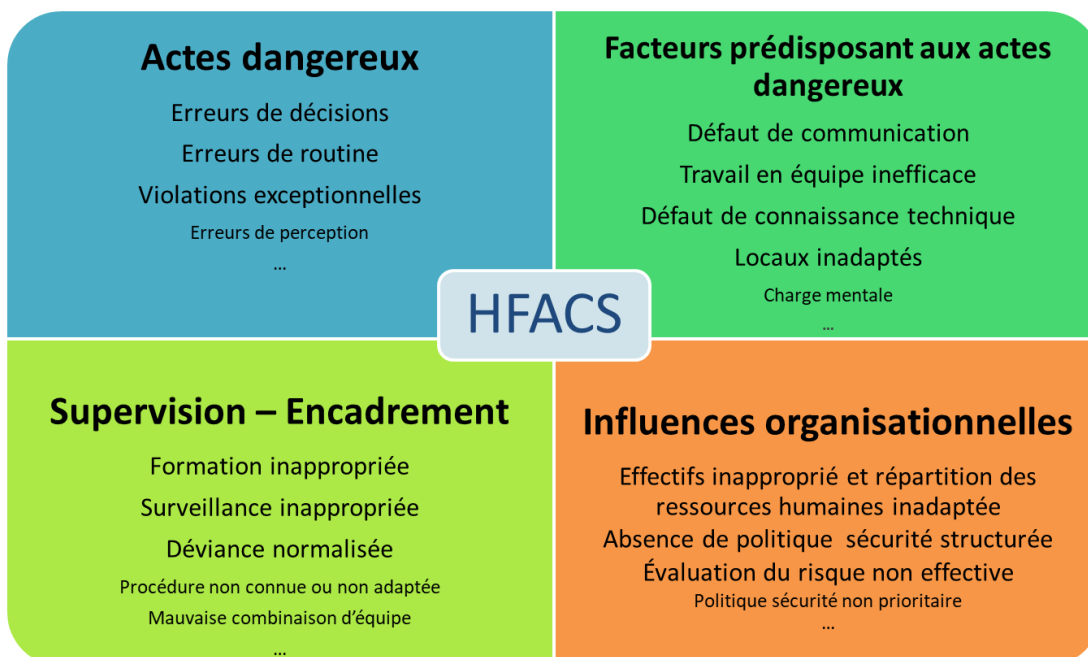 Actes dangereux
Erreurs de décisions
Erreurs de routine
Violations exceptionnelles
Erreurs de perception
...
Facteurs prédisposant aux actes
dangereux
Défaut de communication
Travail en équipe inefficace
Défaut de connaissance technique
Locaux inadaptés
Charge mentale
...
HFACS
Supervision – Encadrement
Formation inappropriée
Surveillance inappropriée
Déviance normalisée
Procédure non connue ou non adaptée
Mauvaise combinaison d'équipe
...
Influences organisationnelles
Effectifs inapproprié et répartition des
ressources humaines inadaptée
Absence de politique sécurité structurée
Évaluation du risque non effective
Politique sécurité non prioritaire
...